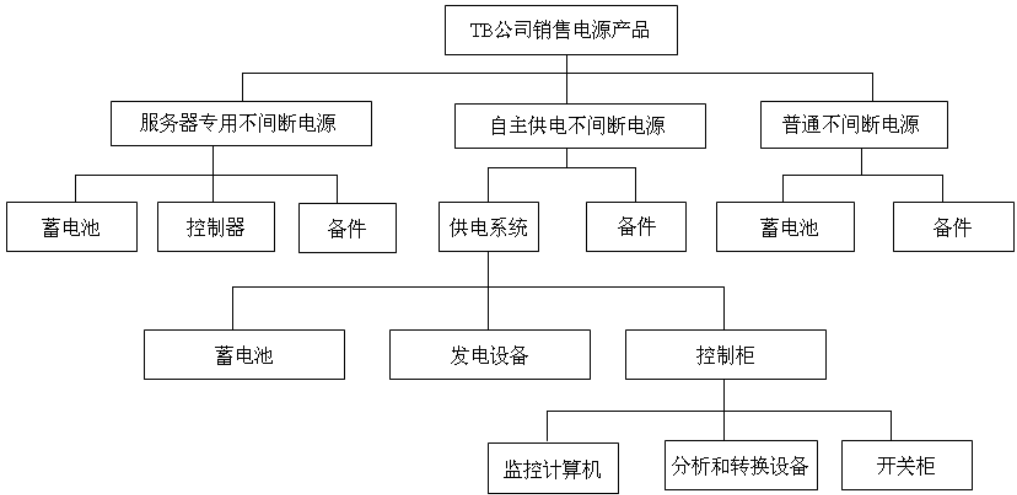 TB公司销售电源产品
服务器专用不间断电源
自主供电不间断电源
普通不间断电源
蓄电池
控制器
备件
供电系统
备件
蓄电池
备件
蓄电池
发电设备
控制柜
监控计算机
分析和转换设备
开关柜